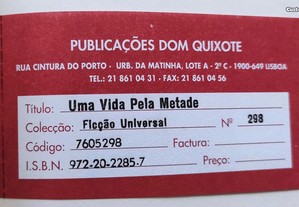 PUBLICAÇÕES DOM QUIXOTE
RUA CINTURA DO PORTO - URB. DA MATINHA, LOTE A - 2º C - 1900-649 LISBOA
TEL.: 21 861 04 31 - FAX: 21 861 04 56
Título: Uma Vida Pela Metade
Colecção: Ficção Universal Nº 298
Código: 7605298 Factura:
I.S.B.N. 972-20-2285-7 Preço: